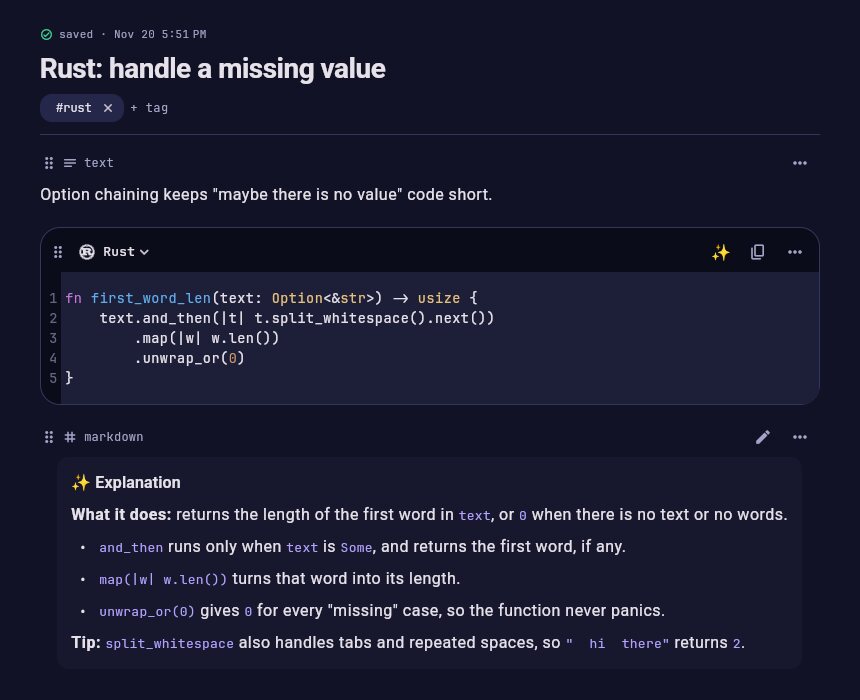 saved · Nov 20 5:51 PM
Rust: handle a missing value
#rust × + tag
text
Option chaining keeps "maybe there is no value" code short.
Rust
1 fn first_word_len(text: Option<&str>) -> usize {
2     text.and_then(|t| t.split_whitespace().next())
3         .map(|w| w.len())
4         .unwrap_or(0)
5 }
markdown
✨ Explanation
What it does: returns the length of the first word in text, or 0 when there is no text or no words.
• and_then runs only when text is Some, and returns the first word, if any.
• map(|w| w.len()) turns that word into its length.
• unwrap_or(0) gives 0 for every "missing" case, so the function never panics.
Tip: split_whitespace also handles tabs and repeated spaces, so "  hi  there" returns 2.